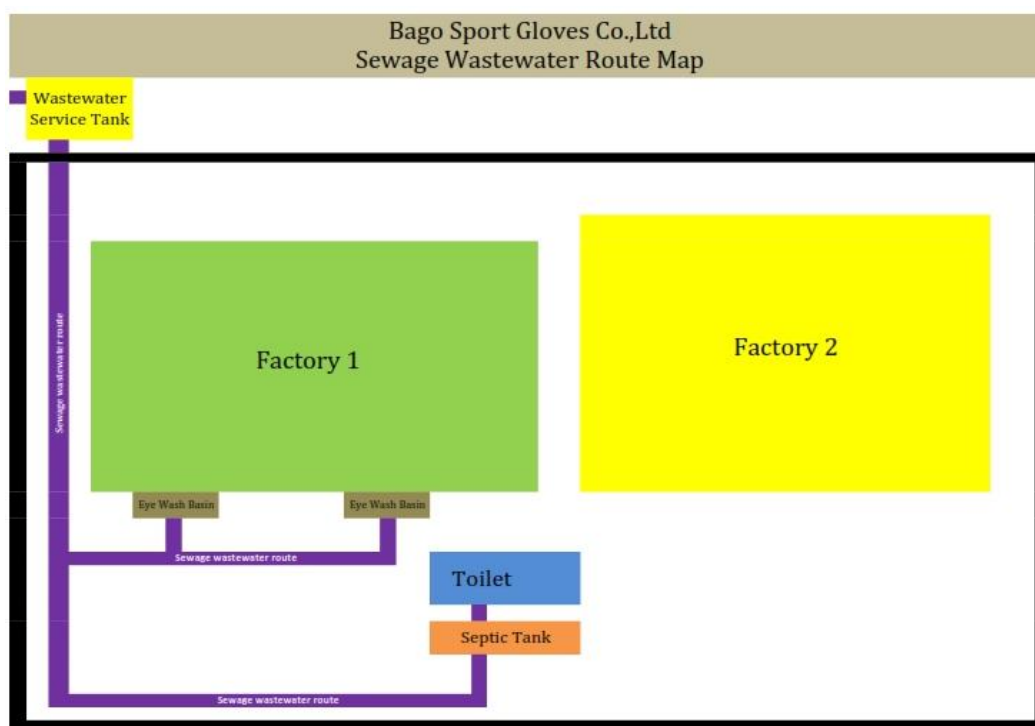 Bago Sport Gloves Co.,Ltd
Sewage Wastewater Route Map
Wastewater
Service Tank
Sewage wastewater route
Factory 1
Factory 2
Eye Wash Basin
Eye Wash Basin
Sewage wastewater route
Toilet
Septic Tank
Sewage wastewater route